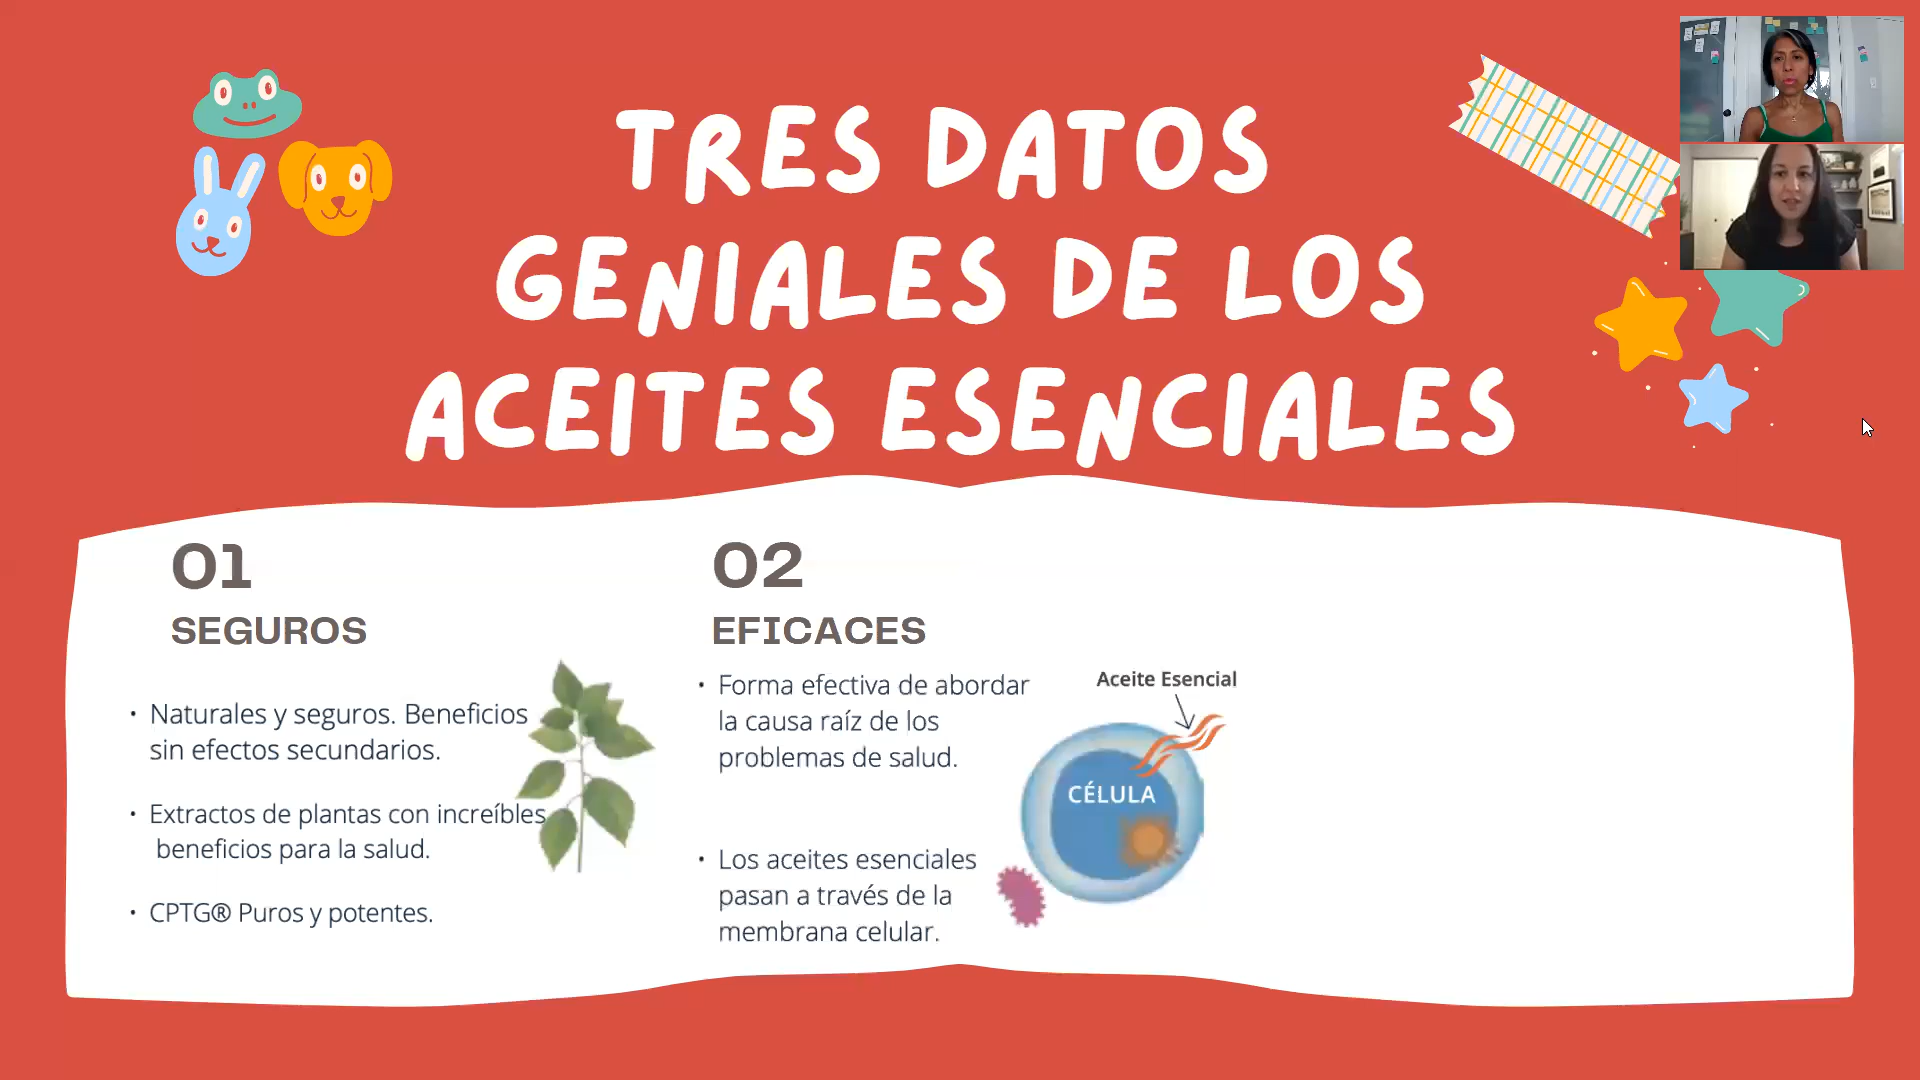 TRES DATOS
GENIALES DE LOS
ACEITES ESENCIALES
01
SEGUROS
• Naturales y seguros. Beneficios
sin efectos secundarios.
• Extractos de plantas con increíbles
beneficios para la salud.
• CPTG® Puros y potentes.
02
EFICACES
• Forma efectiva de abordar
la causa raíz de los
problemas de salud.
• Los aceites esenciales
pasan a través de la
membrana celular.
Aceite Esencial
CÉLULA